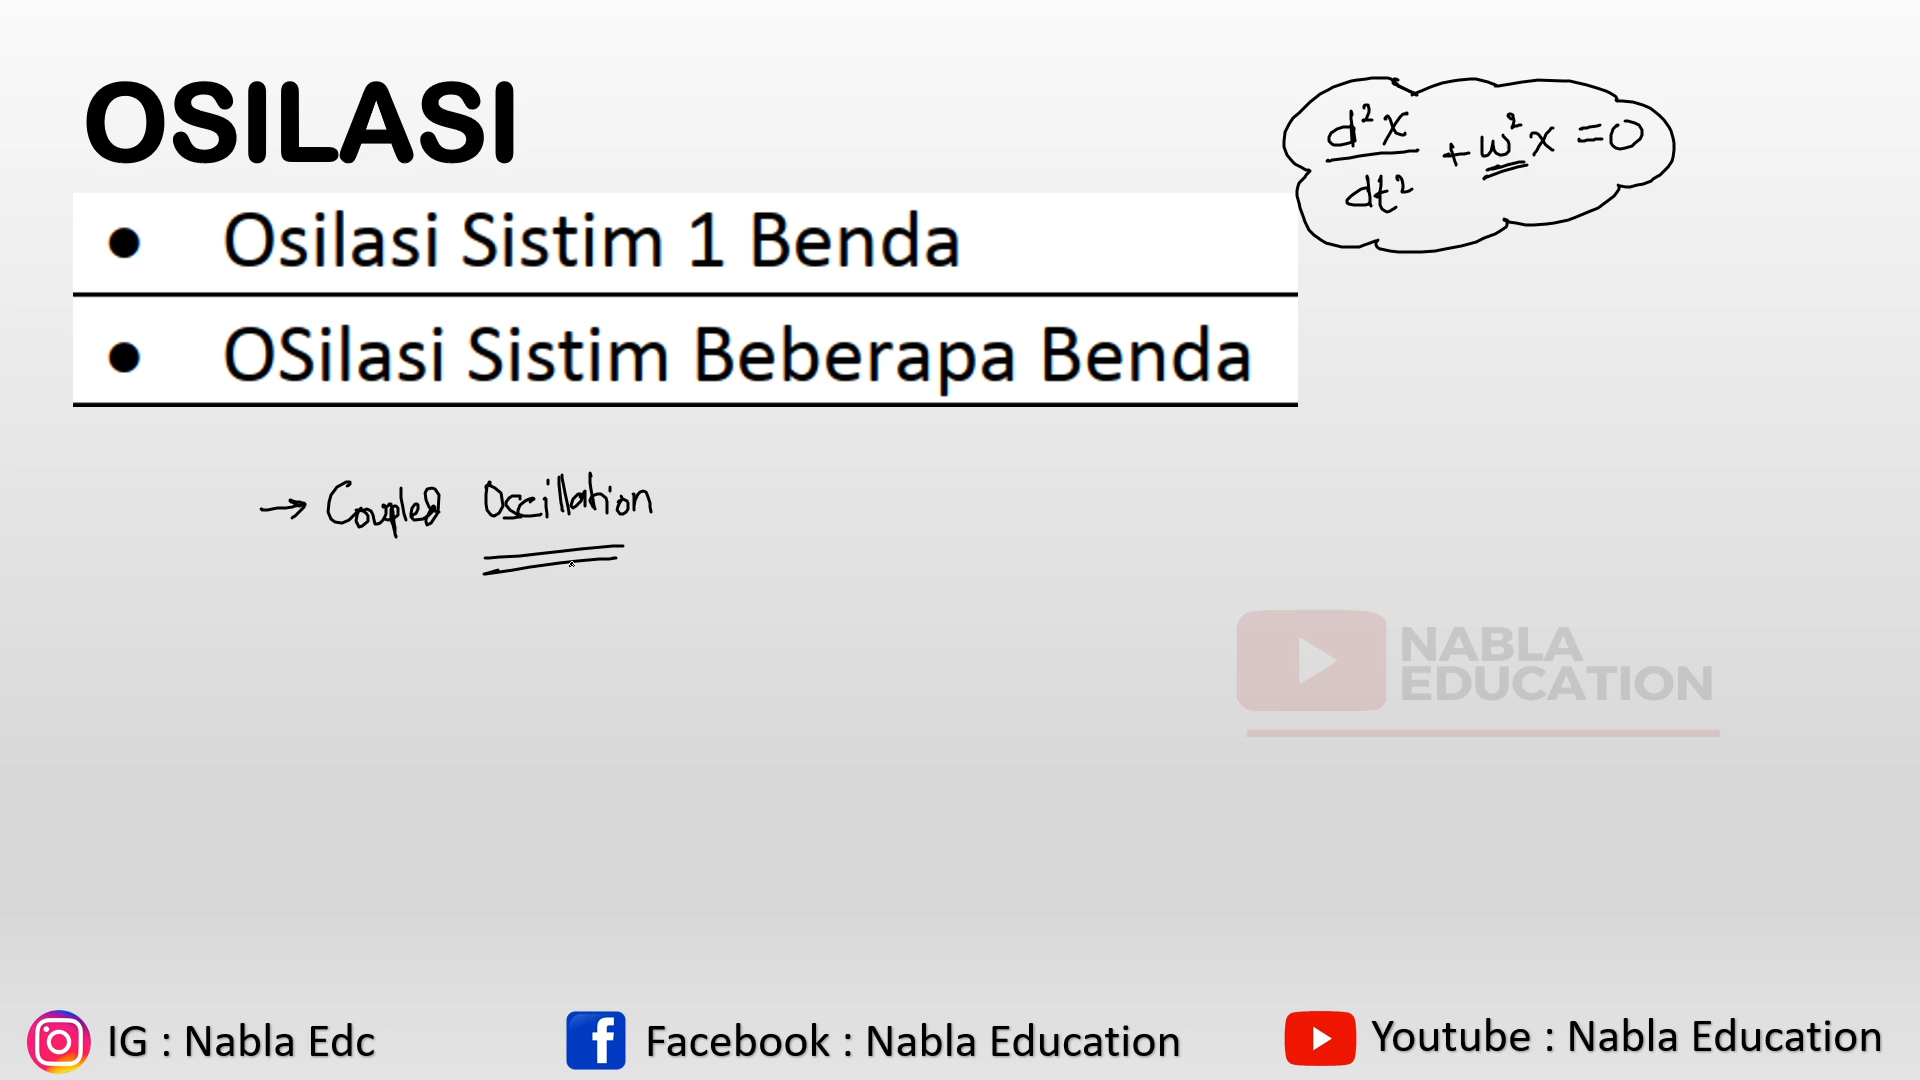 OSILASI
d²x/dt² + ω²x = 0
• Osilasi Sistim 1 Benda
• OSilasi Sistim Beberapa Benda
→ Coupled Oscillation
NABLA
EDUCATION
IG : Nabla Edc
Facebook : Nabla Education
Youtube : Nabla Education